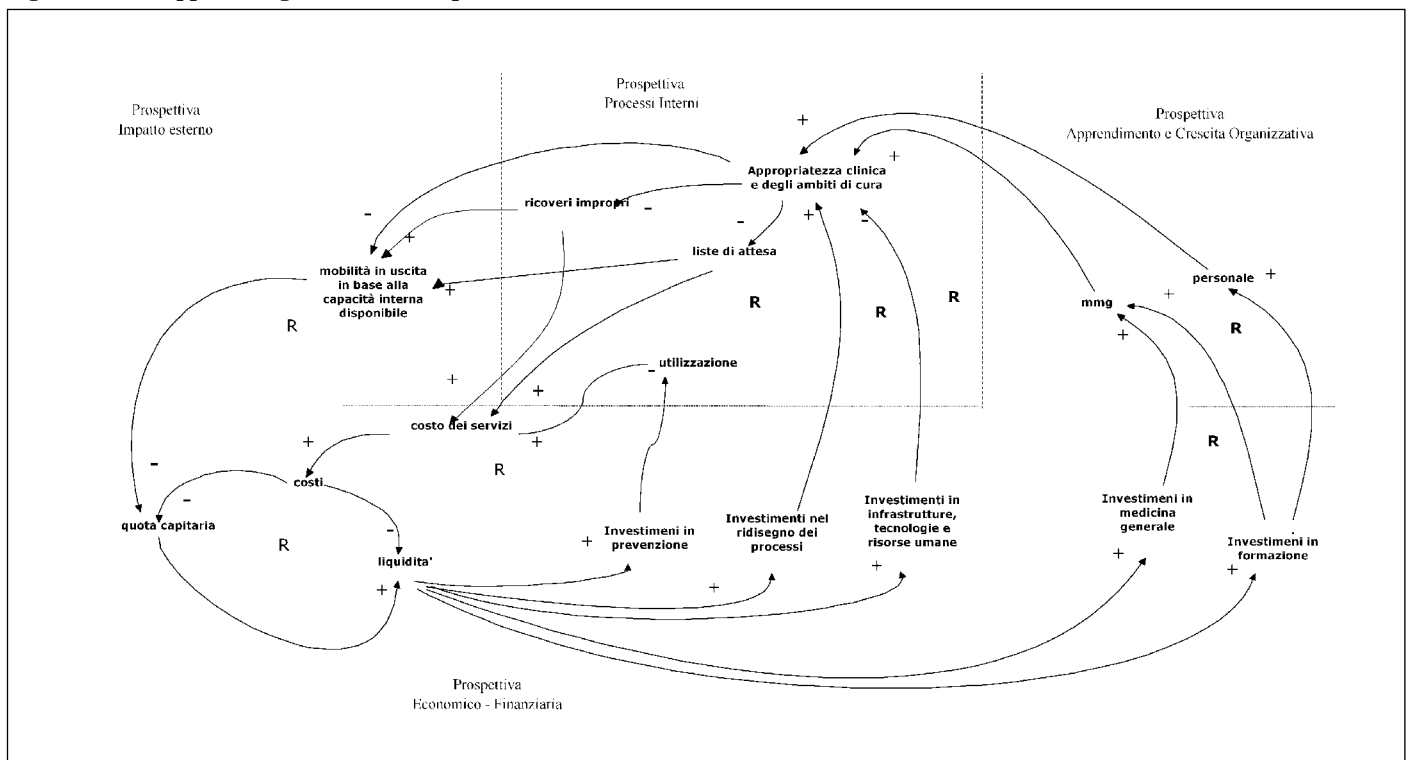 Prospettiva
Impatto esterno
Prospettiva
Processi Interni
Prospettiva
Apprendimento e Crescita Organizzativa
+
+
Appropriatezza clinica
e degli ambiti di cura
ricoveri impropri
-
-
-
+
-
+
liste di attesa
mobilità in uscita
in base alla
capacità interna
disponibile
+
R
R
R
R
personale
+
mmg
+
R
+
utilizzazione
-
+
+
costo dei servizi
+
+
R
R
costi
-
-
quota capitaria
R
-
liquidita'
+
Investimeni in
prevenzione
+
Investimenti nel
ridisegno dei
processi
+
Investimenti in
infrastrutture,
tecnologie e
risorse umane
+
Investimeni in
medicina
generale
+
Investimeni in
formazione
+
Prospettiva
Economico - Finanziaria